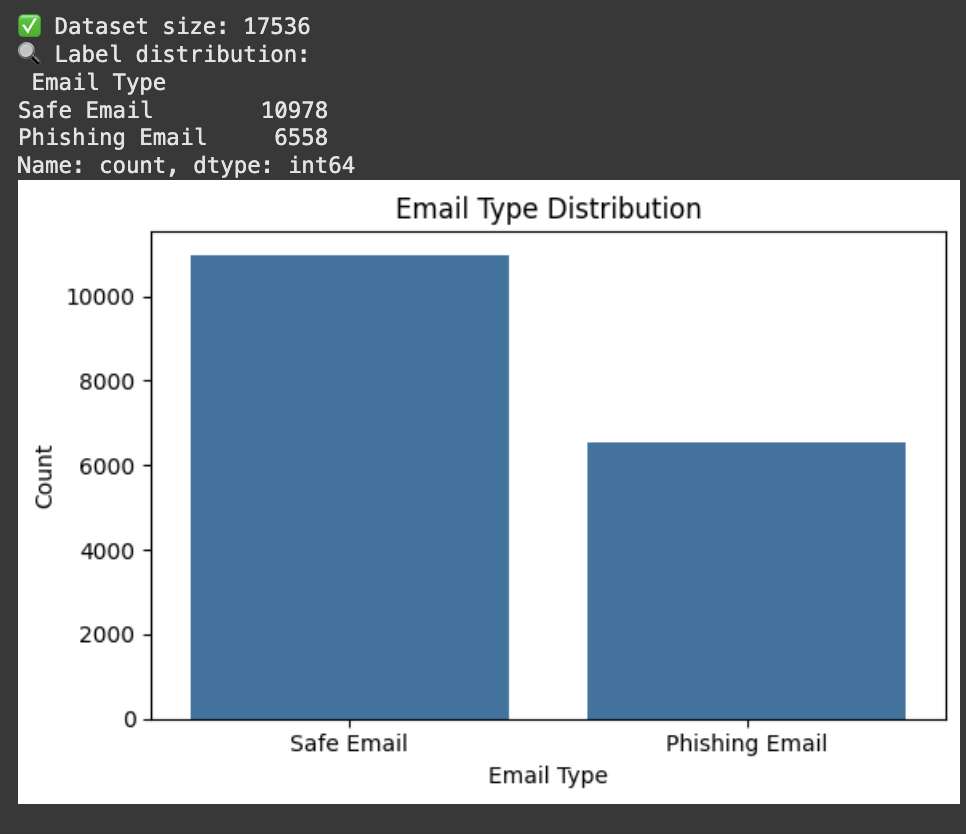 ✅ Dataset size: 17536
🔍 Label distribution:
Email Type
Safe Email 10978
Phishing Email 6558
Name: count, dtype: int64
Email Type Distribution
10000
8000
6000
4000
2000
0
Count
Safe Email Phishing Email
Email Type